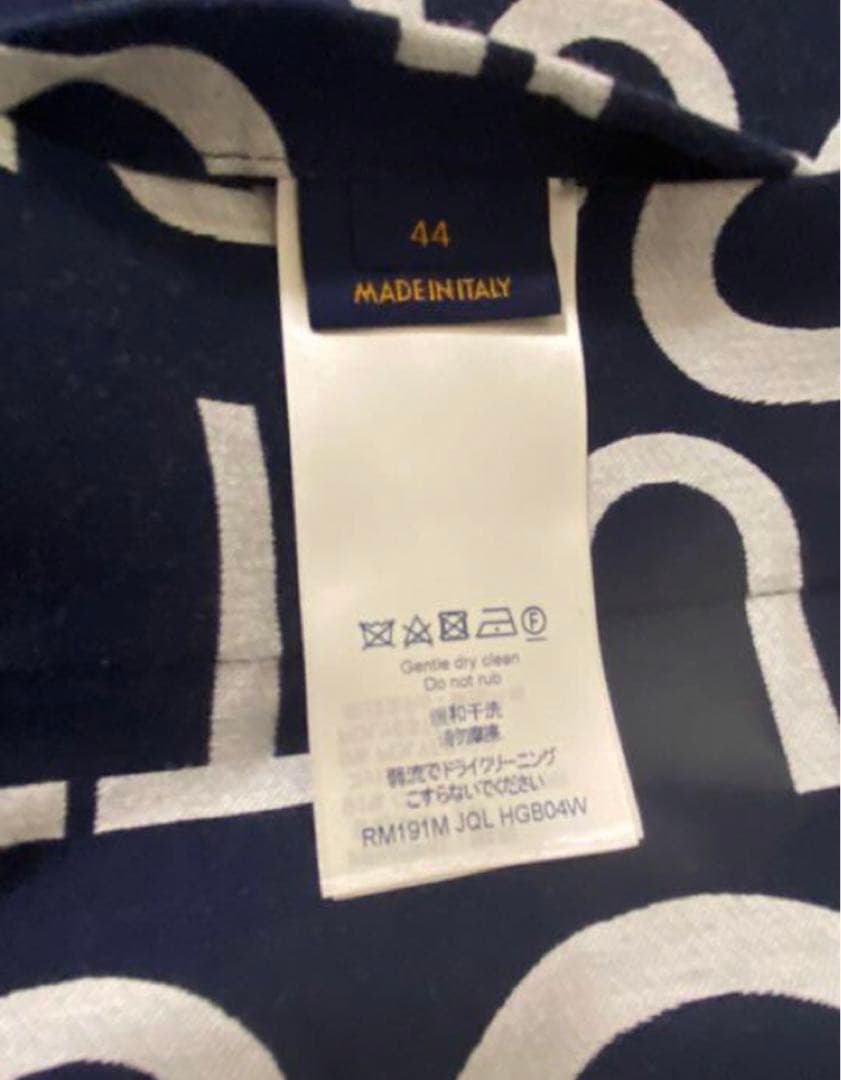 44
MADE IN ITALY
F
Gentle dry clean
Do not rub
缓和干洗
请勿摩擦
弱流でドライクリーニング
こすらないでください
RM191M JQL HGB04W